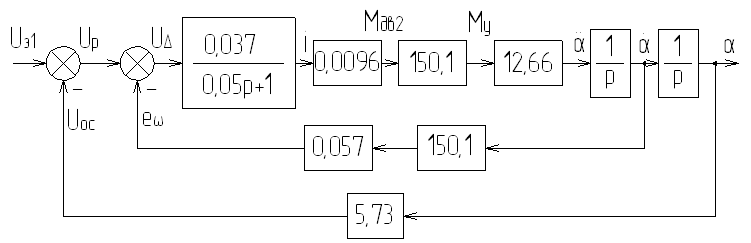 Uз1
Uр
UΔ
0,037
0,05р+1
i
0,0096
Mдв2
150,1
Mу
12,66
α̈
1
р
α̇
1
р
α
Uос
eω
0,057
150,1
5,73